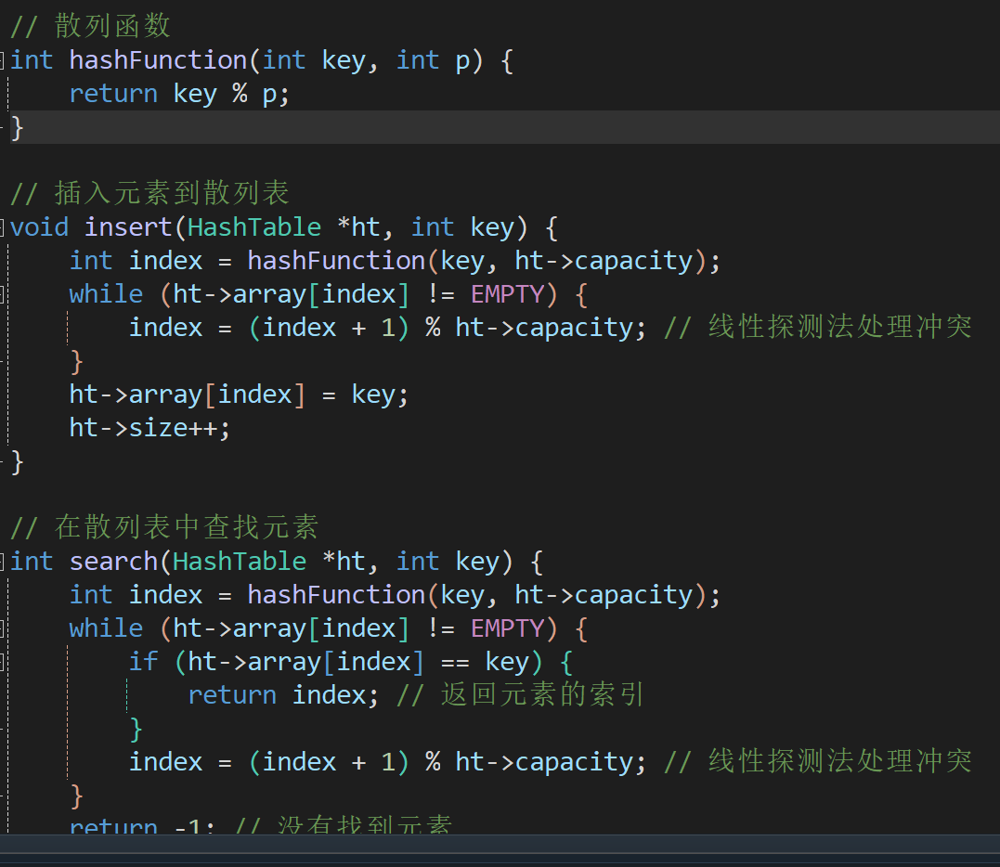 // 散列函数
int hashFunction(int key, int p) {
    return key % p;
}
// 插入元素到散列表
void insert(HashTable *ht, int key) {
    int index = hashFunction(key, ht->capacity);
    while (ht->array[index] != EMPTY) {
        index = (index + 1) % ht->capacity; // 线性探测法处理冲突
    }
    ht->array[index] = key;
    ht->size++;
}
// 在散列表中查找元素
int search(HashTable *ht, int key) {
    int index = hashFunction(key, ht->capacity);
    while (ht->array[index] != EMPTY) {
        if (ht->array[index] == key) {
            return index; // 返回元素的索引
        }
        index = (index + 1) % ht->capacity; // 线性探测法处理冲突
    }
    return -1; // 没有找到元素